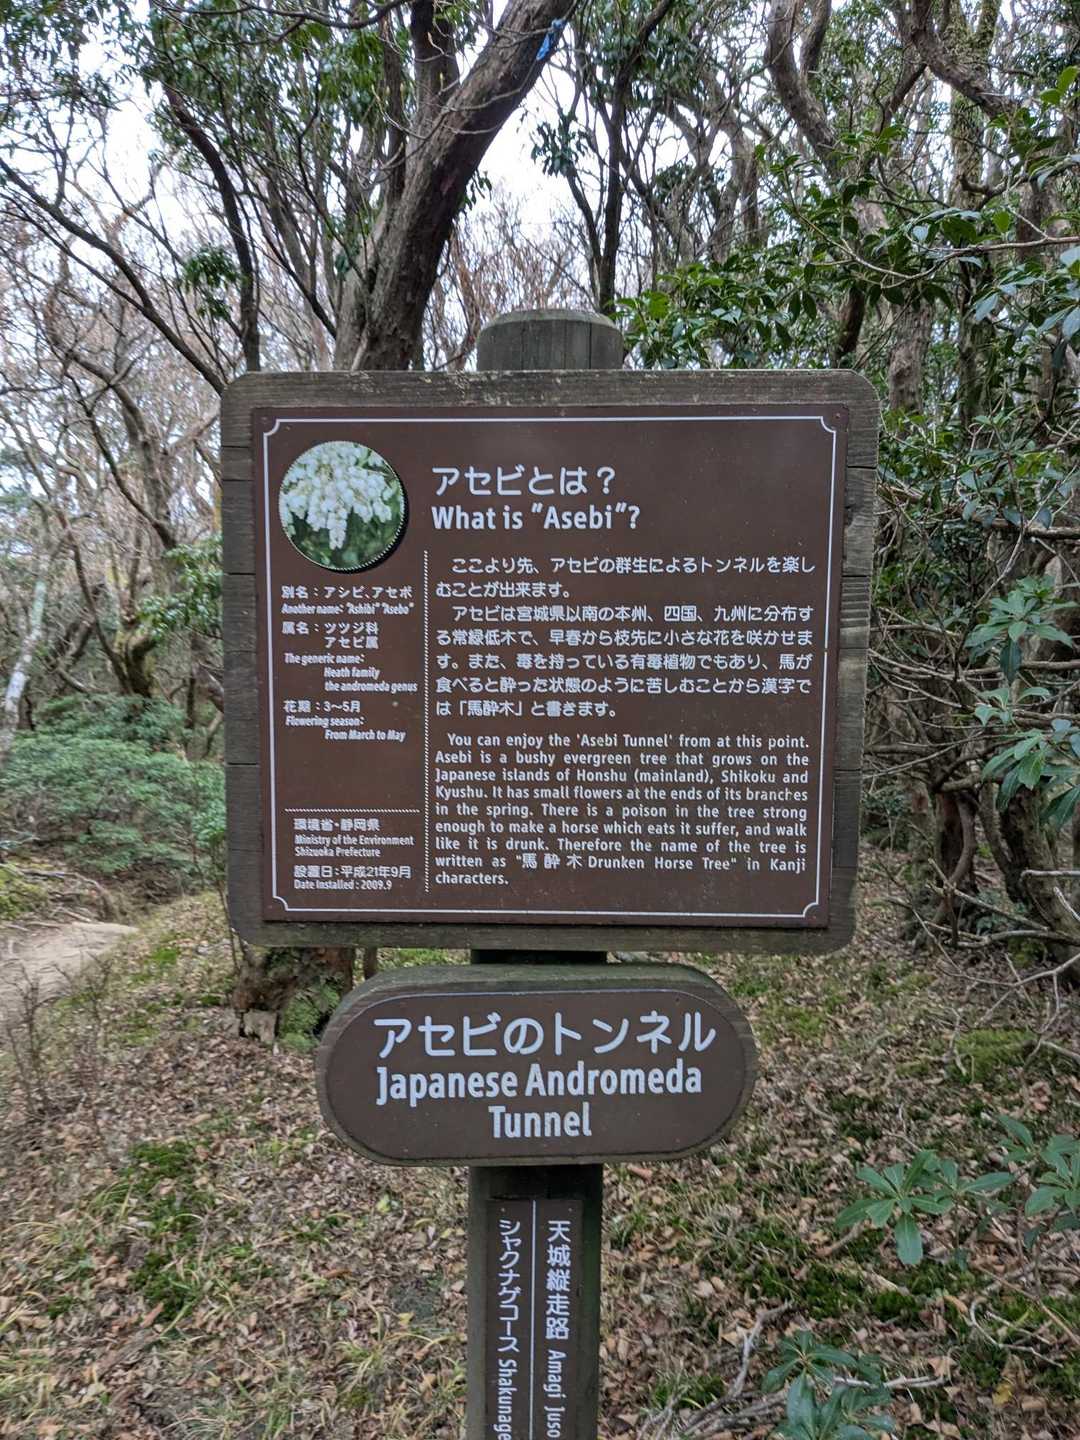 アセビとは？
What is "Asebi"?
別名：アシビ、アセボ
Another name: "Ashibi" "Asebo"
属名：ツツジ科
アセビ属
The generic name:
Heath family
the andromeda genus
花期：3〜5月
Flowering season:
From March to May
環境省・静岡県
Ministry of the Environment
Shizuoka Prefecture
設置日：平成21年9月
Date Installed : 2009.9
ここより先、アセビの群生によるトンネルを楽し
むことが出来ます。
アセビは宮城県以南の本州、四国、九州に分布す
る常緑低木で、早春から枝先に小さな花を咲かせま
す。また、毒を持っている有毒植物でもあり、馬が
食べると酔った状態のように苦しむことから漢字で
は「馬酔木」と書きます。
You can enjoy the 'Asebi Tunnel' from at this point.
Asebi is a bushy evergreen tree that grows on the
Japanese islands of Honshu (mainland), Shikoku and
Kyushu. It has small flowers at the ends of its branches
in the spring. There is a poison in the tree strong
enough to make a horse which eats it suffer, and walk
like it is drunk. Therefore the name of the tree is
written as "馬酔木 Drunken Horse Tree" in Kanji
characters.
アセビのトンネル
Japanese Andromeda
Tunnel
天城縦走路 Amagi Juso
シャクナゲコース Shakunage